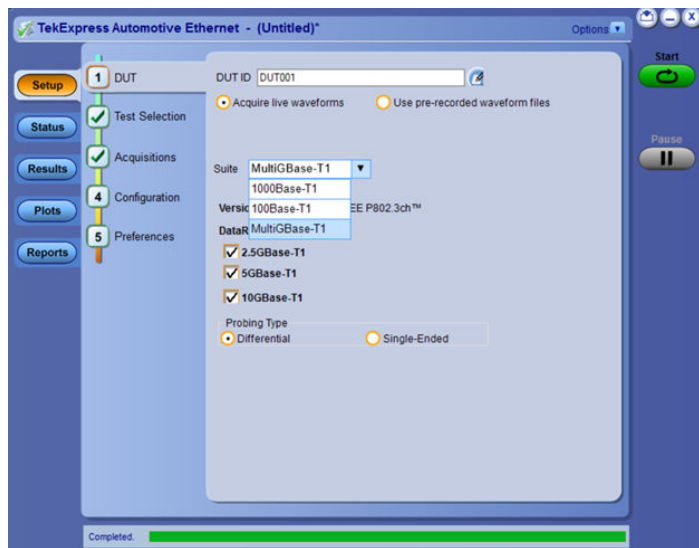 TekExpress Automotive Ethernet - (Untitled)*
Options
Start
Pause
Setup
Status
Results
Plots
Reports
1 DUT
Test Selection
Acquisitions
4 Configuration
5 Preferences
DUT ID DUT001
Acquire live waveforms Use pre-recorded waveform files
Suite MultiGBase-T1
1000Base-T1
100Base-T1
MultiGBase-T1
EE P802.3ch™
2.5GBase-T1
5GBase-T1
10GBase-T1
Probing Type
Differential Single-Ended
Completed.